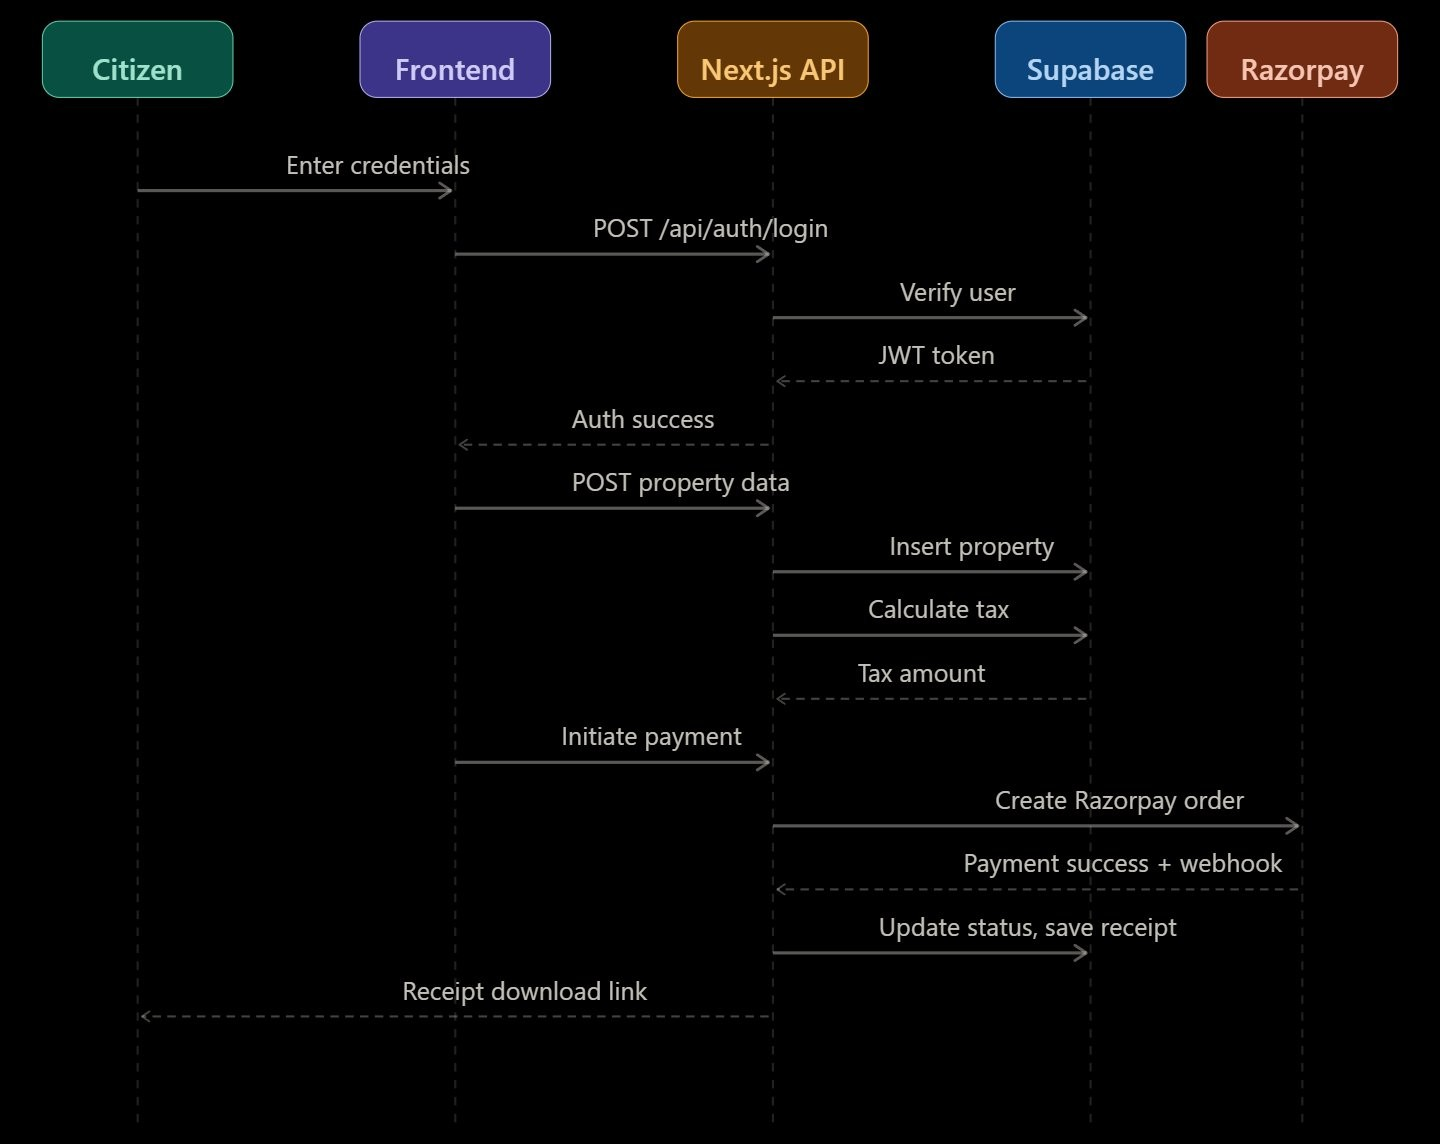 Citizen
Frontend
Next.js API
Supabase
Razorpay
Enter credentials
POST /api/auth/login
Verify user
JWT token
Auth success
POST property data
Insert property
Calculate tax
Tax amount
Initiate payment
Create Razorpay order
Payment success + webhook
Update status, save receipt
Receipt download link